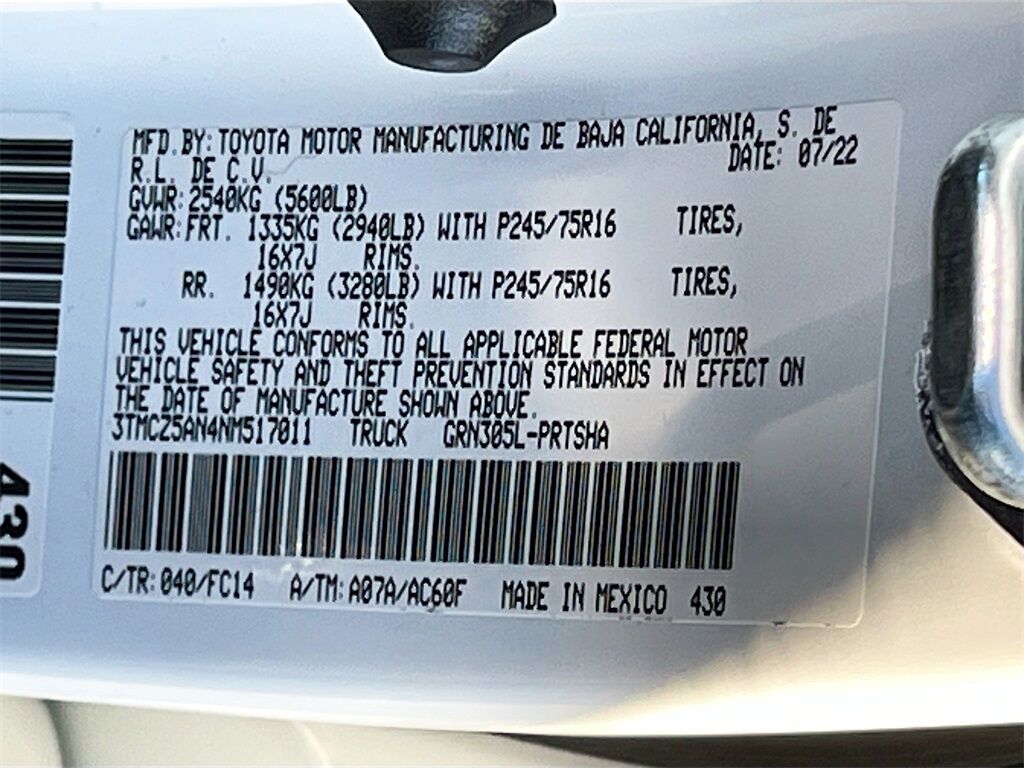 MFD. BY: TOYOTA MOTOR MANUFACTURING DE BAJA CALIFORNIA, S. DE
R.L. DE C.V. DATE: 07/22
GVWR: 2540KG (5600LB)
GAWR: FRT. 1335KG (2940LB) WITH P245/75R16 TIRES,
16X7J RIMS.
RR. 1490KG (3280LB) WITH P245/75R16 TIRES,
16X7J RIMS.
THIS VEHICLE CONFORMS TO ALL APPLICABLE FEDERAL MOTOR
VEHICLE SAFETY AND THEFT PREVENTION STANDARDS IN EFFECT ON
THE DATE OF MANUFACTURE SHOWN ABOVE.
3TMCZ5AN4NM517011 TRUCK GRN305L-PRTSHA
C/TR: 040/FC14 A/TM: A07A/AC60F MADE IN MEXICO 430
430